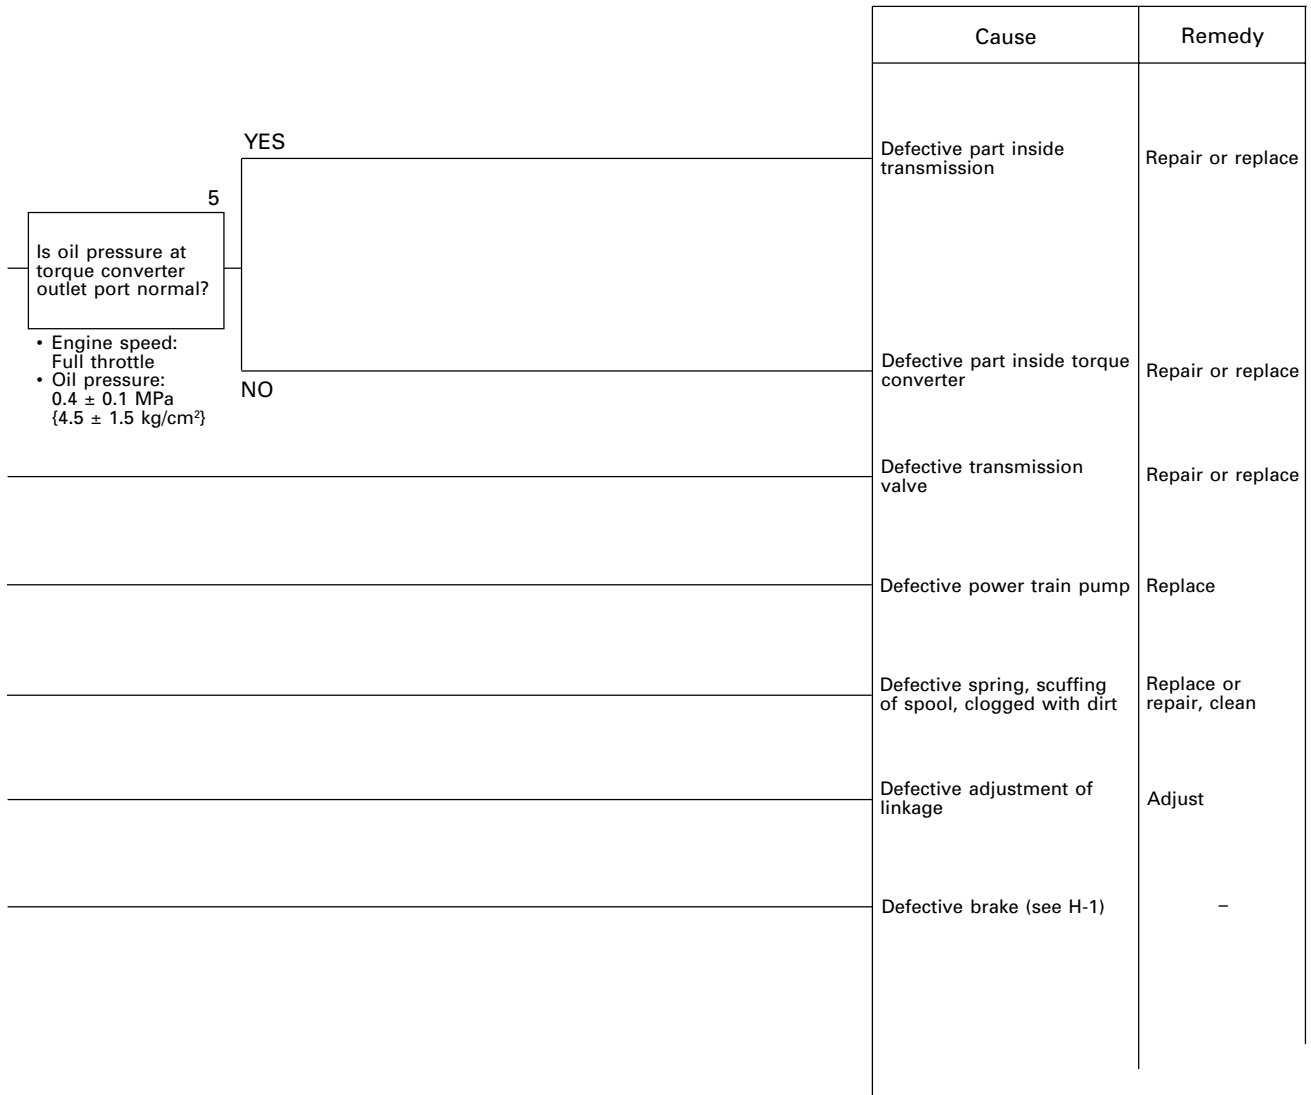 Cause
Remedy
YES
Defective part inside
transmission
Repair or replace
5
Is oil pressure at
torque converter
outlet port normal?
• Engine speed:
Full throttle
• Oil pressure:
0.4 ± 0.1 MPa
{4.5 ± 1.5 kg/cm²}
NO
Defective part inside torque
converter
Repair or replace
Defective transmission
valve
Repair or replace
Defective power train pump
Replace
Defective spring, scuffing
of spool, clogged with dirt
Replace or
repair, clean
Defective adjustment of
linkage
Adjust
Defective brake (see H-1)
–